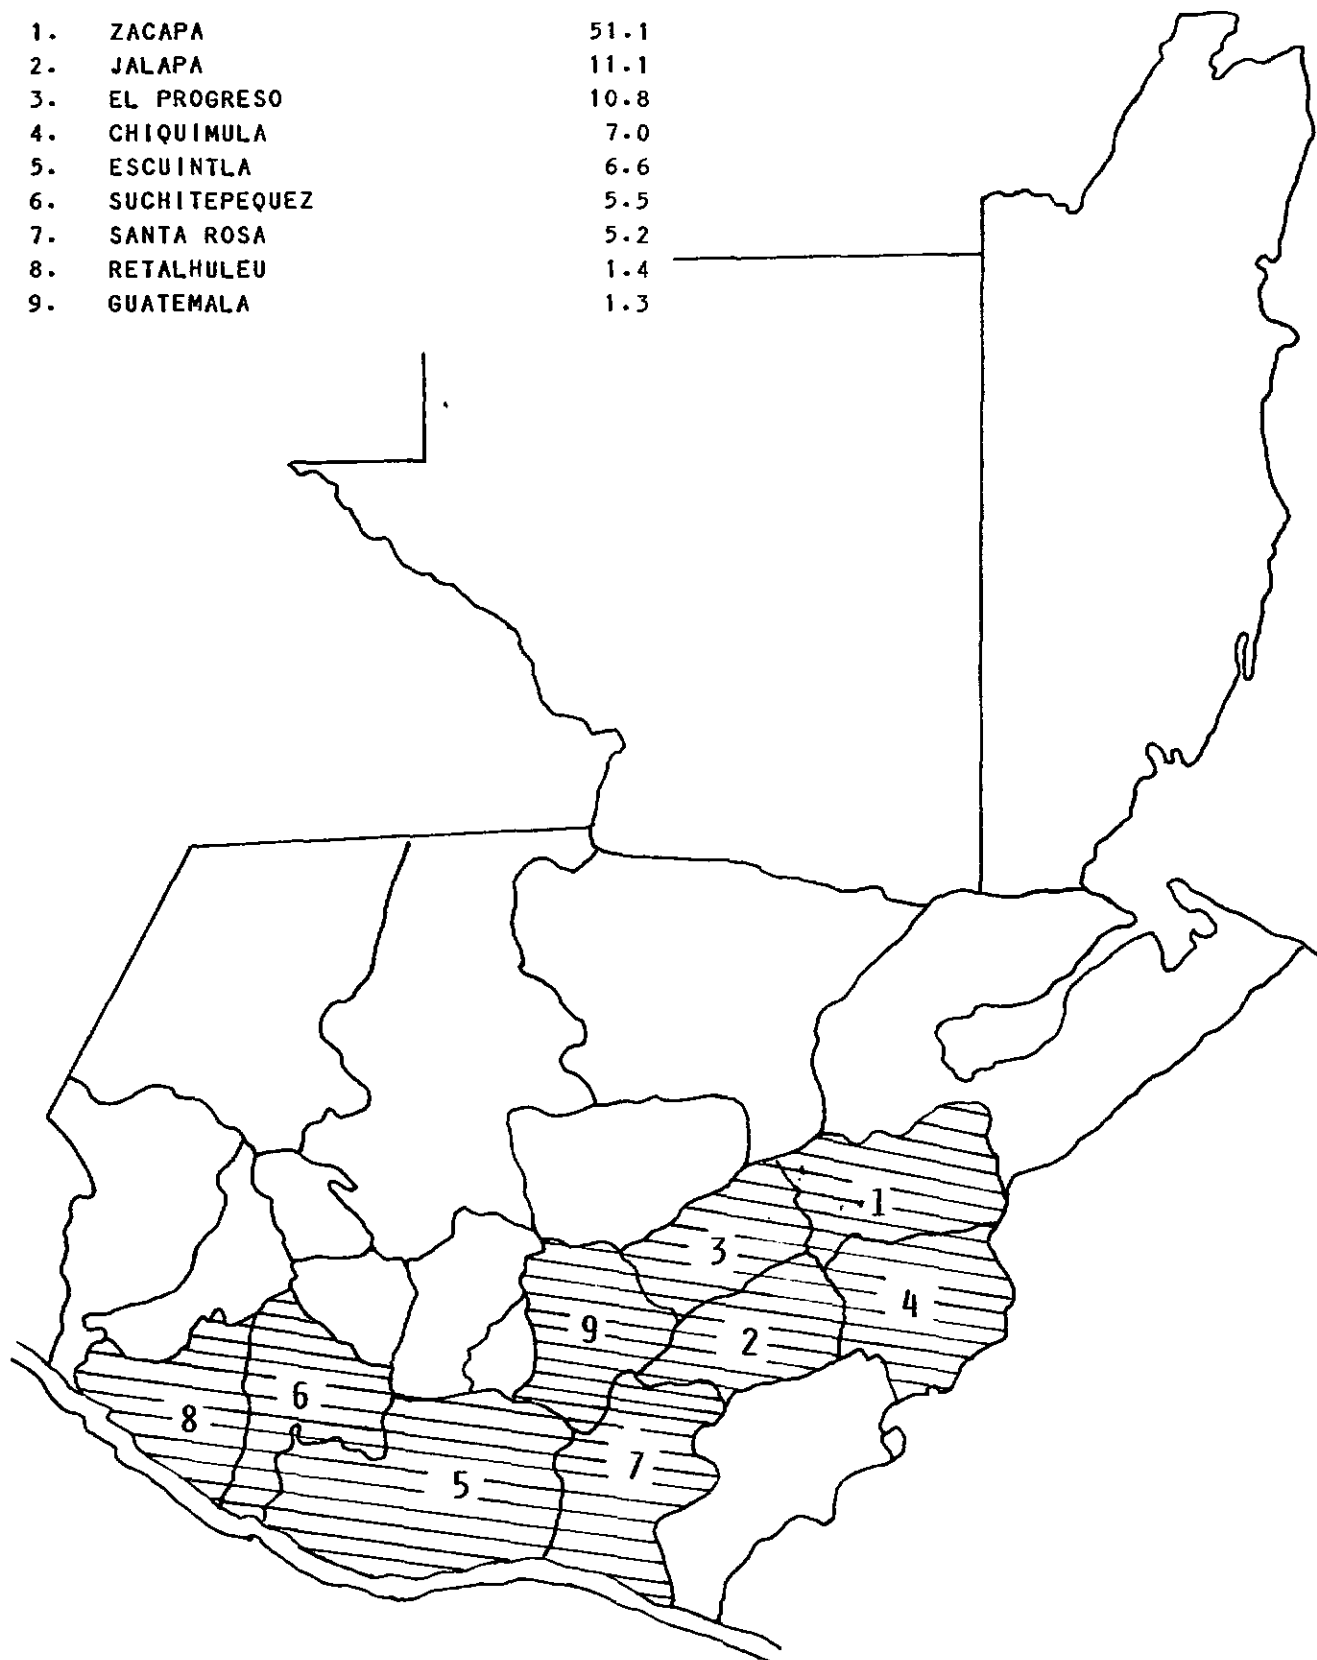 1. ZACAPA 51.1
2. JALAPA 11.1
3. EL PROGRESO 10.8
4. CHIQUIMULA 7.0
5. ESCUINTLA 6.6
6. SUCHITEPEQUEZ 5.5
7. SANTA ROSA 5.2
8. RETALHULEU 1.4
9. GUATEMALA 1.3
1
3
4
9
2
6
8
7
5